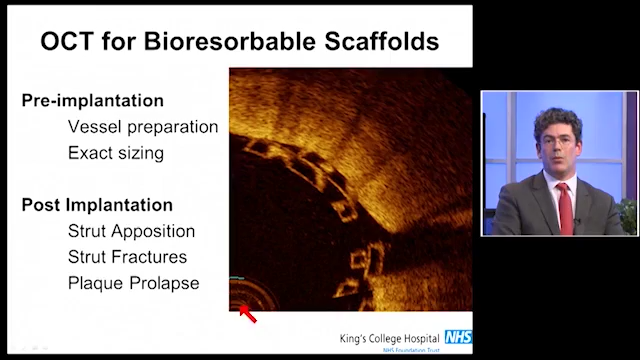 OCT for Bioresorbable Scaffolds
Pre-implantation
Vessel preparation
Exact sizing
Post Implantation
Strut Apposition
Strut Fractures
Plaque Prolapse
King's College Hospital NHS
NHS Foundation Trust